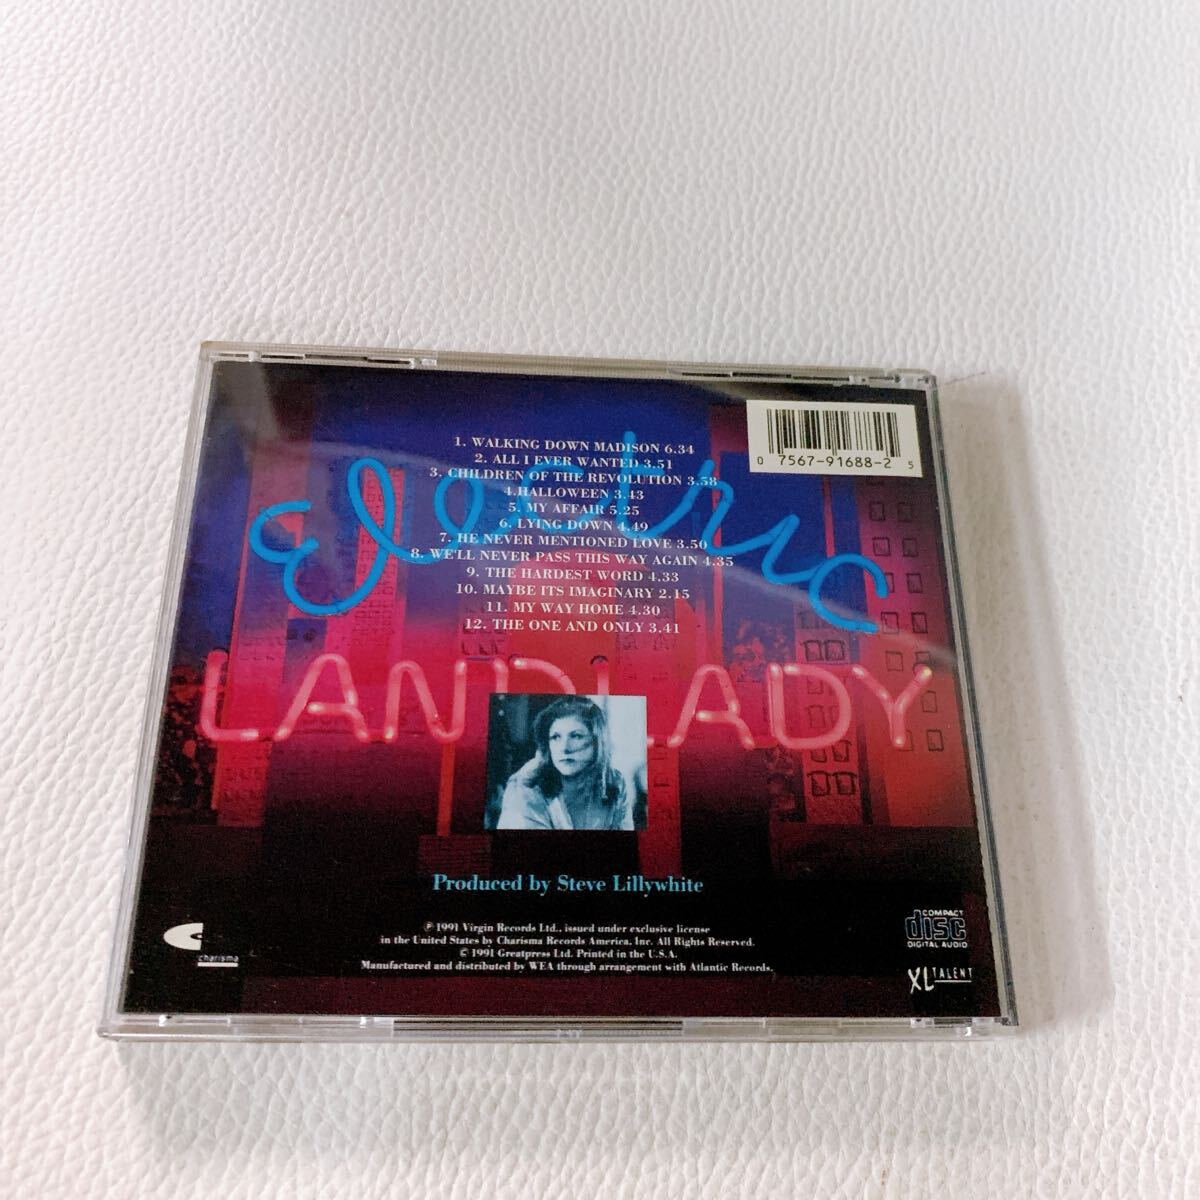 0 7567-91688-2 5
1. WALKING DOWN MADISON 6.34
2. ALL I EVER WANTED 3.51
3. CHILDREN OF THE REVOLUTION 3.58
4.HALLOWEEN 3.43
5. MY AFFAIR 5.25
6. LYING DOWN 4.49
7. HE NEVER MENTIONED LOVE 3.50
8. WE'LL NEVER PASS THIS WAY AGAIN 4.35
9. THE HARDEST WORD 4.33
10. MAYBE ITS IMAGINARY 2.15
11. MY WAY HOME 4.30
12. THE ONE AND ONLY 3.41
Electric
LANDLADY
Produced by Steve Lillywhite
℗ 1991 Virgin Records Ltd., issued under exclusive license
in the United States by Charisma Records America, Inc. All Rights Reserved.
© 1991 Greatpress Ltd. Printed in the U.S.A.
Manufactured and distributed by WEA through arrangement with Atlantic Records.
charisma
COMPACT
disc
DIGITAL AUDIO
XL TALENT